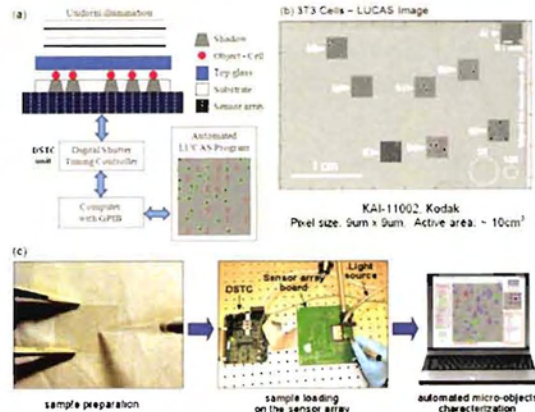 (a)
Uniform illumination
Shadow
Object - Cell
Top glass
Substrate
Sensor array
DSTC
unit
Digital Shutter
Timing Controller
Computer
with GPIB
Automated
LUCAS Program
(b) 3T3 Cells – LUCAS Image
1 cm
KAI-11002, Kodak
Pixel size: 9um x 9um, Active area: ~ 10cm²
(c)
DSTC
Sensor array
board
Light
source
sample preparation
sample loading
on the sensor array
automated micro-objects
characterization